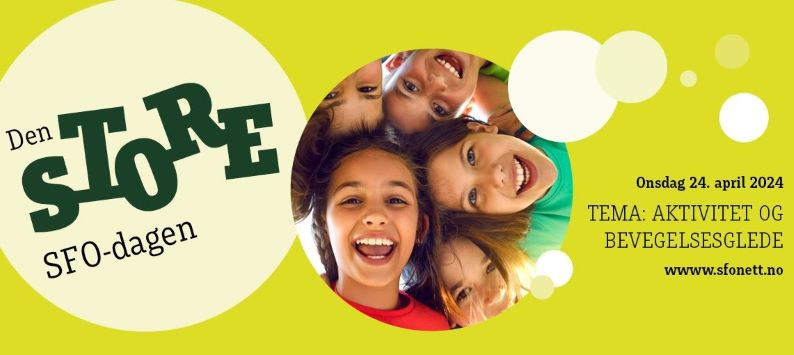 Den
STORE
SFO-dagen
Onsdag 24. april 2024
TEMA: AKTIVITET OG
BEVEGELSESGLEDE
wwww.sfonett.no